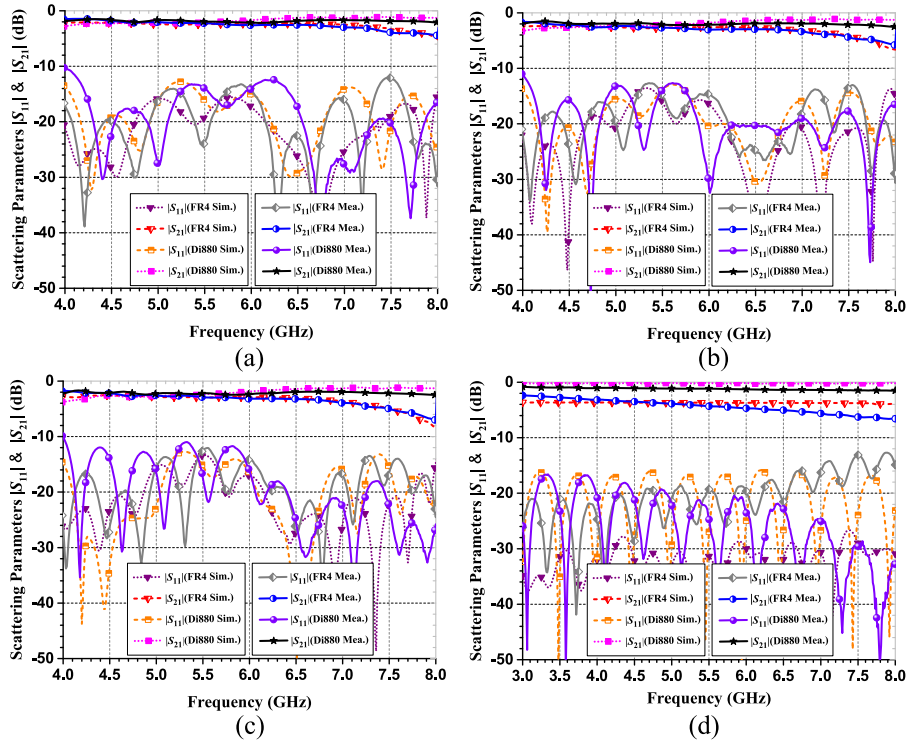 Scattering Parameters |S11| & |S21| (dB)
0
-10
-20
-30
-40
-50
|S11|(FR4 Sim.)
|S21|(FR4 Sim.)
|S11|(Di880 Sim.)
|S21|(Di880 Sim.)
|S11|(FR4 Mea.)
|S21|(FR4 Mea.)
|S11|(Di880 Mea.)
|S21|(Di880 Mea.)
4.0 4.5 5.0 5.5 6.0 6.5 7.0 7.5 8.0
Frequency (GHz)
(a)
Scattering Parameters |S11| & |S21| (dB)
0
-10
-20
-30
-40
-50
|S11|(FR4 Sim.)
|S21|(FR4 Sim.)
|S11|(Di880 Sim.)
|S21|(Di880 Sim.)
|S11|(FR4 Mea.)
|S21|(FR4 Mea.)
|S11|(Di880 Mea.)
|S21|(Di880 Mea.)
4.0 4.5 5.0 5.5 6.0 6.5 7.0 7.5 8.0
Frequency (GHz)
(b)
Scattering Parameters |S11| & |S21| (dB)
0
-10
-20
-30
-40
-50
|S11|(FR4 Sim.)
|S21|(FR4 Sim.)
|S11|(Di880 Sim.)
|S21|(Di880 Sim.)
|S11|(FR4 Mea.)
|S21|(FR4 Mea.)
|S11|(Di880 Mea.)
|S21|(Di880 Mea.)
4.0 4.5 5.0 5.5 6.0 6.5 7.0 7.5 8.0
Frequency (GHz)
(c)
Scattering Parameters |S11| & |S21| (dB)
0
-10
-20
-30
-40
-50
|S11|(FR4 Sim.)
|S21|(FR4 Sim.)
|S11|(Di880 Sim.)
|S21|(Di880 Sim.)
|S11|(FR4 Mea.)
|S21|(FR4 Mea.)
|S11|(Di880 Mea.)
|S21|(Di880 Mea.)
3.0 3.5 4.0 4.5 5.0 5.5 6.0 6.5 7.0 7.5 8.0
Frequency (GHz)
(d)